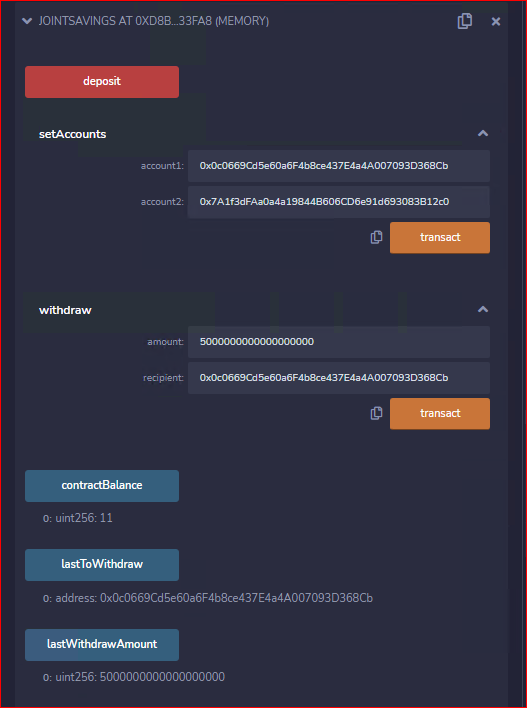 JOINTSAVINGS AT 0XD8B...33FA8 (MEMORY)
deposit
setAccounts
account1: 0x0c0669Cd5e60a6F4b8ce437E4a4A007093D368Cb
account2: 0x7A1f3dFAa0a4a19844B606CD6e91d693083B12c0
transact
withdraw
amount: 5000000000000000000
recipient: 0x0c0669Cd5e60a6F4b8ce437E4a4A007093D368Cb
transact
contractBalance
0: uint256: 11
lastToWithdraw
0: address: 0x0c0669Cd5e60a6F4b8ce437E4a4A007093D368Cb
lastWithdrawAmount
0: uint256: 5000000000000000000